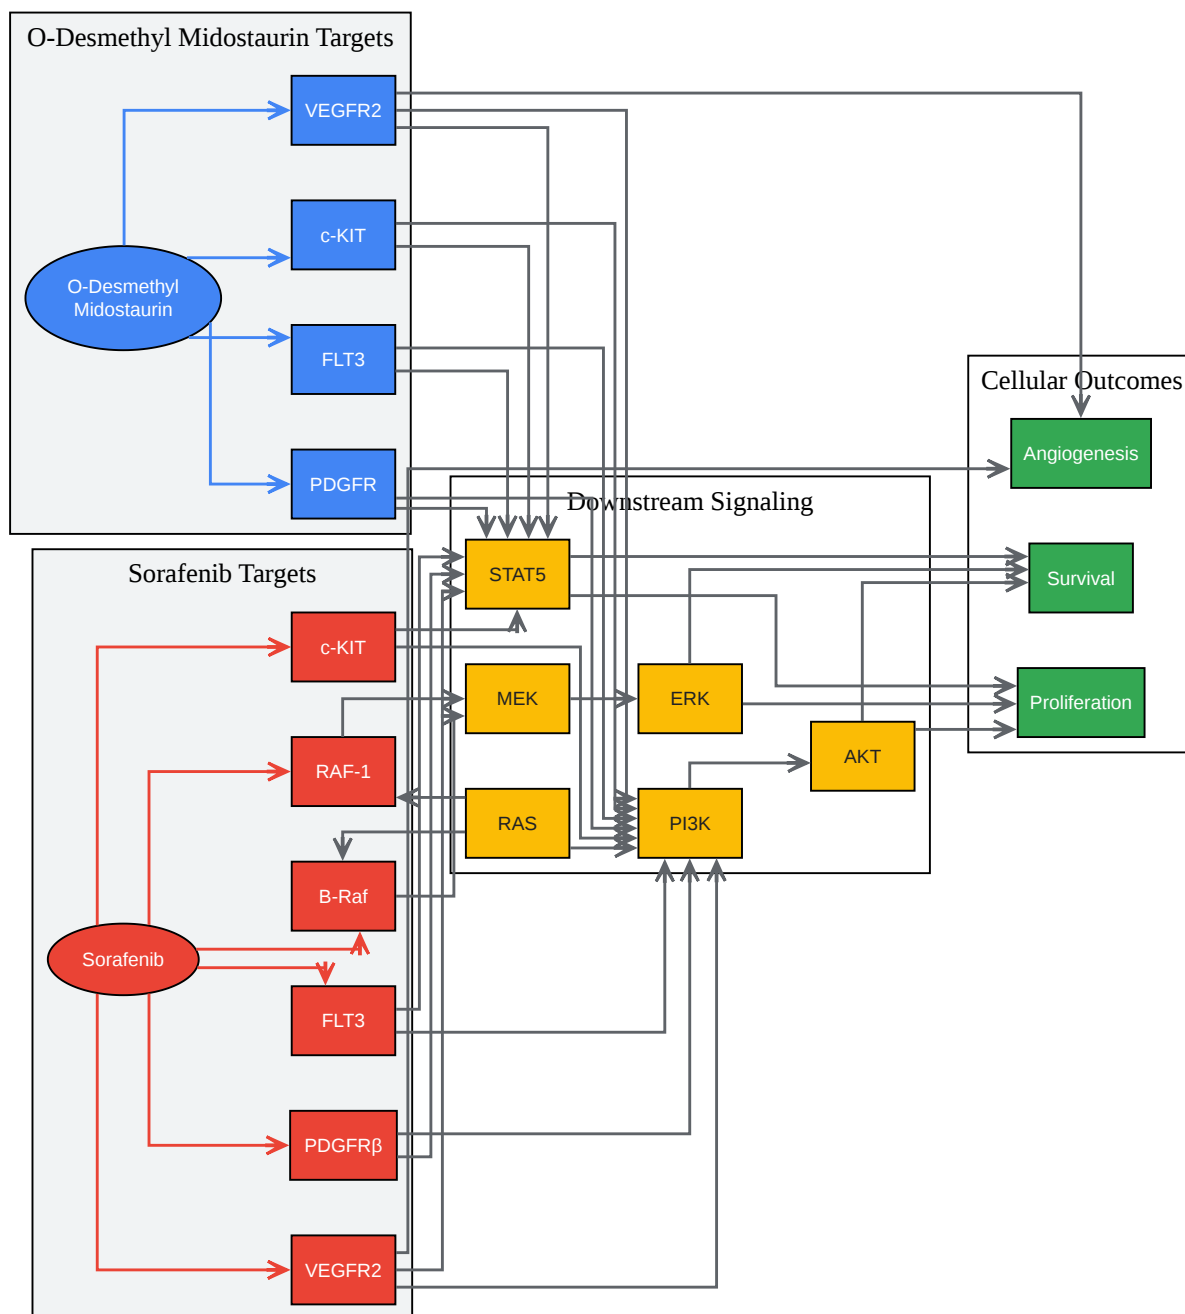 O-Desmethyl Midostaurin Targets
VEGFR2
c-KIT
O-Desmethyl
Midostaurin
FLT3
PDGFR
Cellular Outcomes
Angiogenesis
Survival
Proliferation
Downstream Signaling
STAT5
MEK
ERK
AKT
RAS
PI3K
Sorafenib Targets
c-KIT
RAF-1
B-Raf
Sorafenib
FLT3
PDGFRβ
VEGFR2